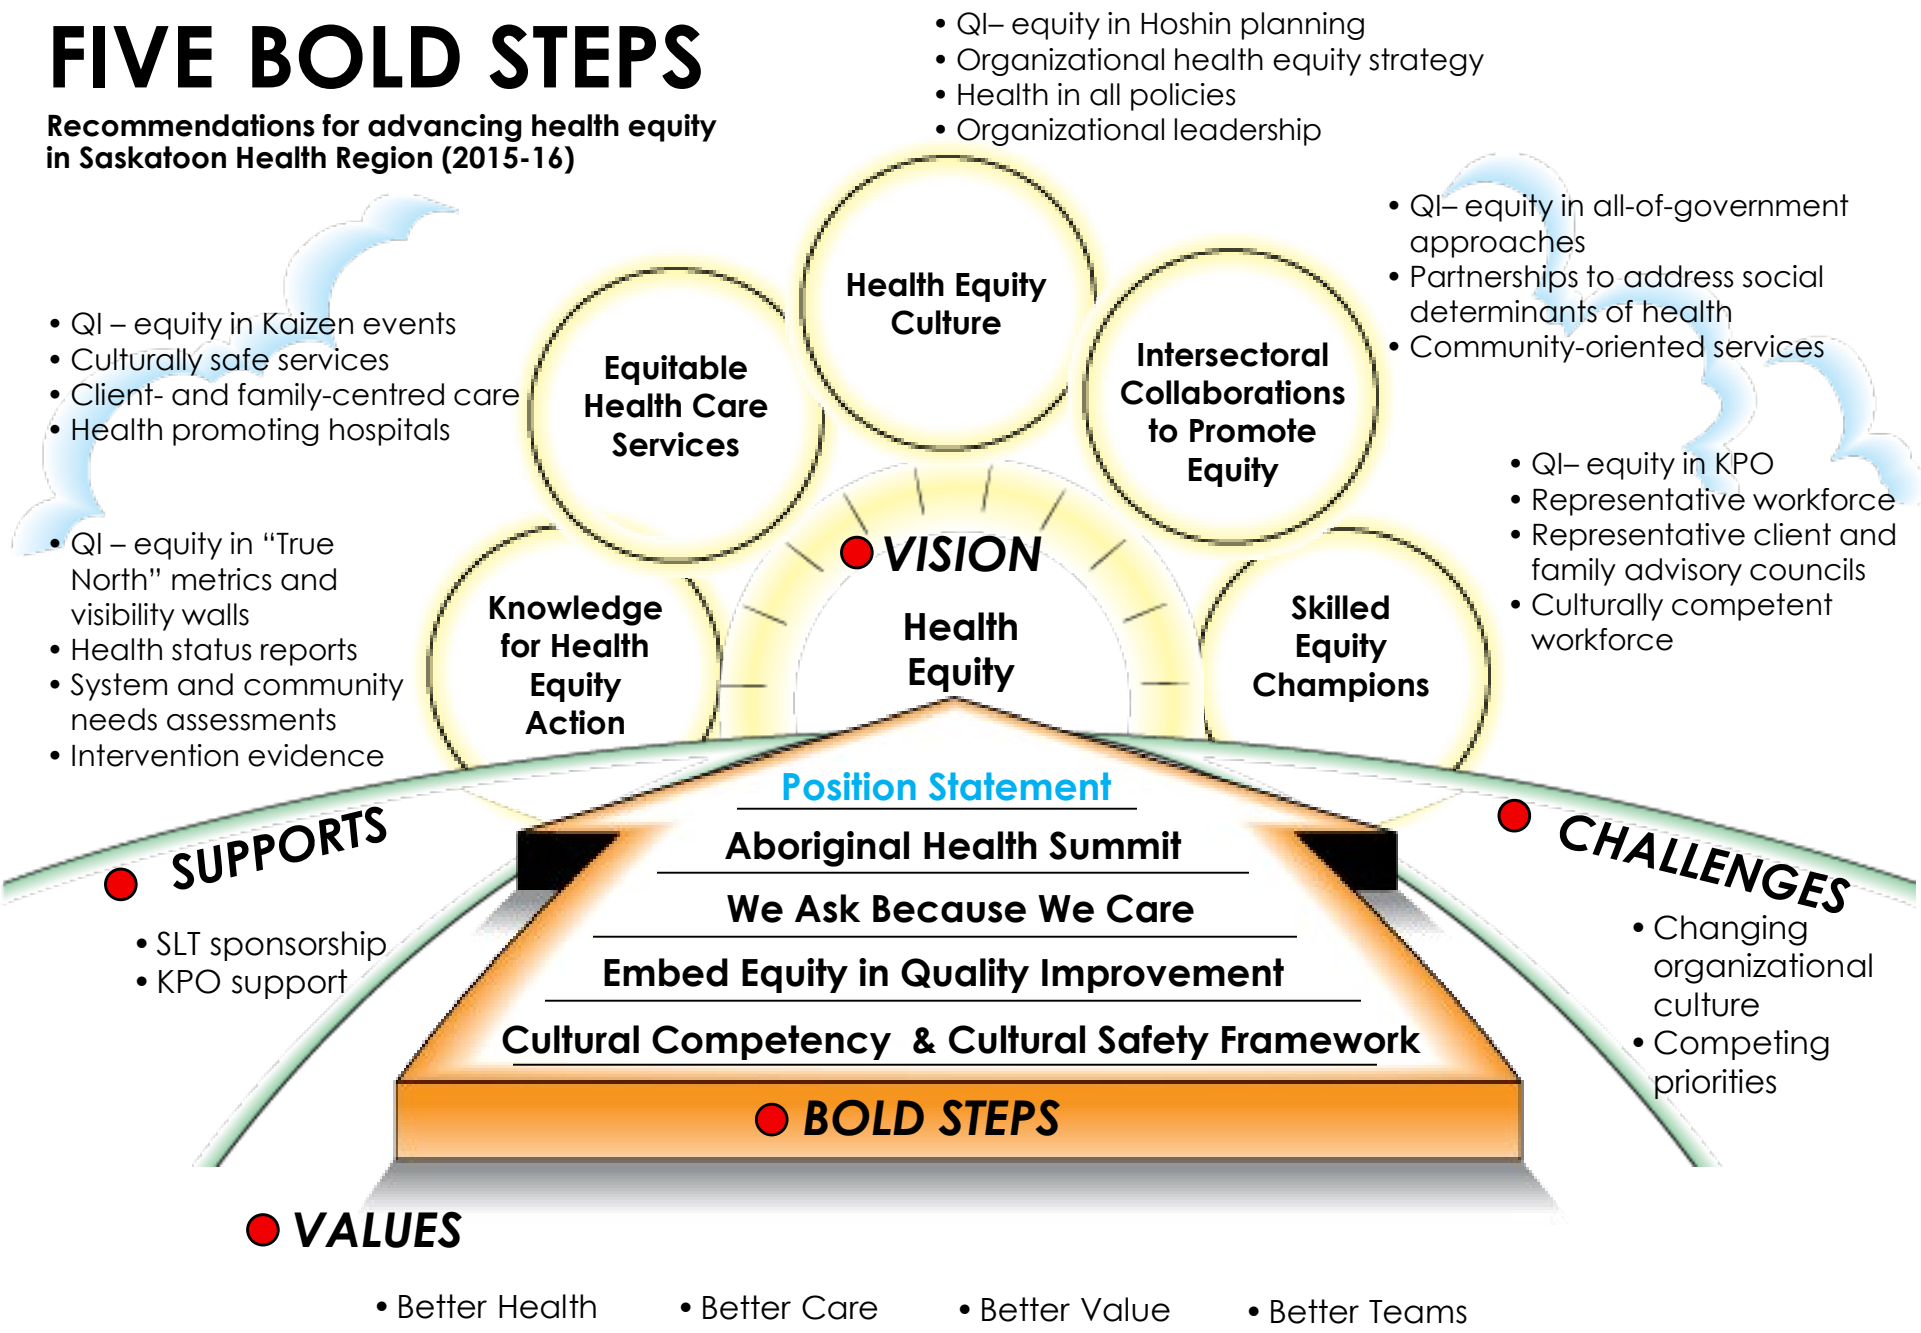 FIVE BOLD STEPS
Recommendations for advancing health equity
in Saskatoon Health Region (2015-16)
• QI– equity in Hoshin planning
• Organizational health equity strategy
• Health in all policies
• Organizational leadership
• QI– equity in all-of-government
approaches
• Partnerships to address social
determinants of health
• Community-oriented services
• QI – equity in Kaizen events
• Culturally safe services
• Client- and family-centred care
• Health promoting hospitals
Health Equity
Culture
Equitable
Health Care
Services
Intersectoral
Collaborations
to Promote
Equity
• QI– equity in KPO
• Representative workforce
• Representative client and
family advisory councils
• Culturally competent
workforce
• QI – equity in “True
North” metrics and
visibility walls
• Health status reports
• System and community
needs assessments
• Intervention evidence
Knowledge
for Health
Equity
Action
VISION
Health
Equity
Skilled
Equity
Champions
SUPPORTS
• SLT sponsorship
• KPO support
Position Statement
Aboriginal Health Summit
We Ask Because We Care
Embed Equity in Quality Improvement
Cultural Competency & Cultural Safety Framework
BOLD STEPS
CHALLENGES
• Changing
organizational
culture
• Competing
priorities
VALUES
• Better Health
• Better Care
• Better Value
• Better Teams